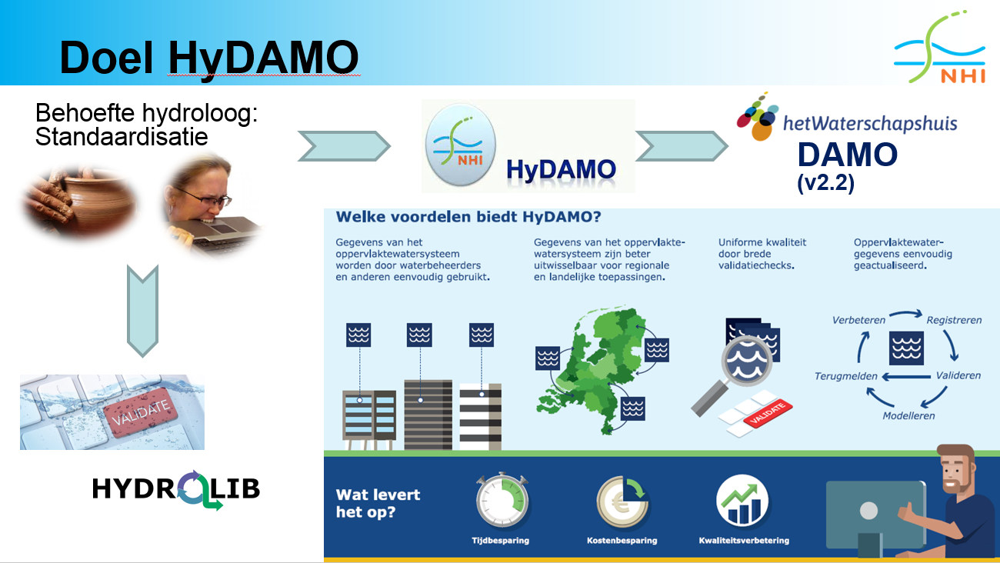 Doel HyDAMO
NHI
Behoefte hydroloog:
Standaardisatie
NHI
HyDAMO
hetWaterschapshuis
DAMO
(v2.2)
VALIDATE
HYDROLIB
Welke voordelen biedt HyDAMO?
Gegevens van het
oppervlaktewatersysteem
worden door waterbeheerders
en anderen eenvoudig gebruikt.
Gegevens van het oppervlakte-
watersysteem zijn beter
uitwisselbaar voor regionale
en landelijke toepassingen.
Uniforme kwaliteit
door brede
validatiechecks.
Oppervlaktewater-
gegevens eenvoudig
geactualiseerd.
VALIDATE
Verbeteren
Registreren
Terugmelden
Valideren
Modelleren
Wat levert
het op?
€
Tijdbesparing
Kostenbesparing
Kwaliteitsverbetering